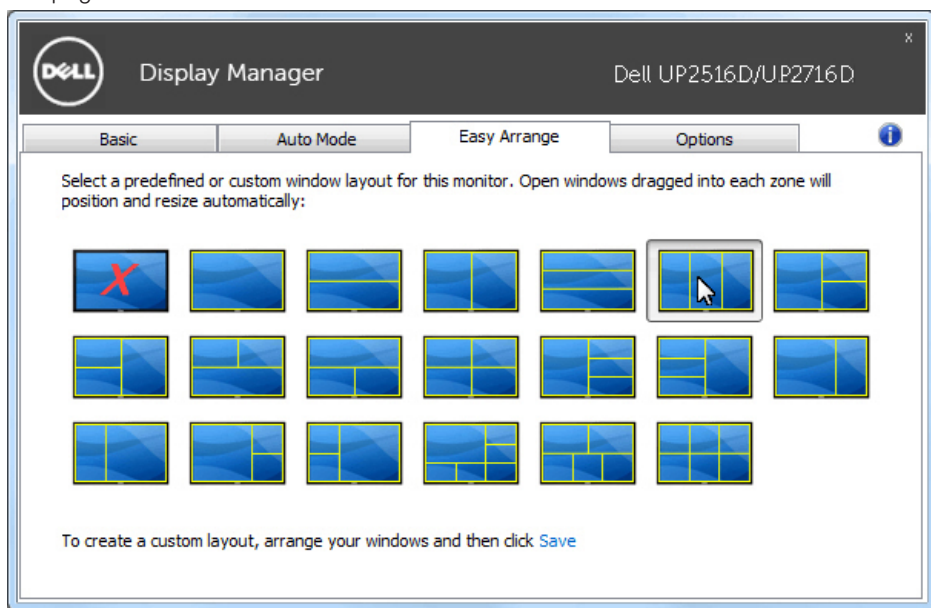 DELL
Display Manager
Dell UP2516D/UP2716D
x
Basic
Auto Mode
Easy Arrange
Options
i
Select a predefined or custom window layout for this monitor. Open windows dragged into each zone will
position and resize automatically:
X
To create a custom layout, arrange your windows and then click Save